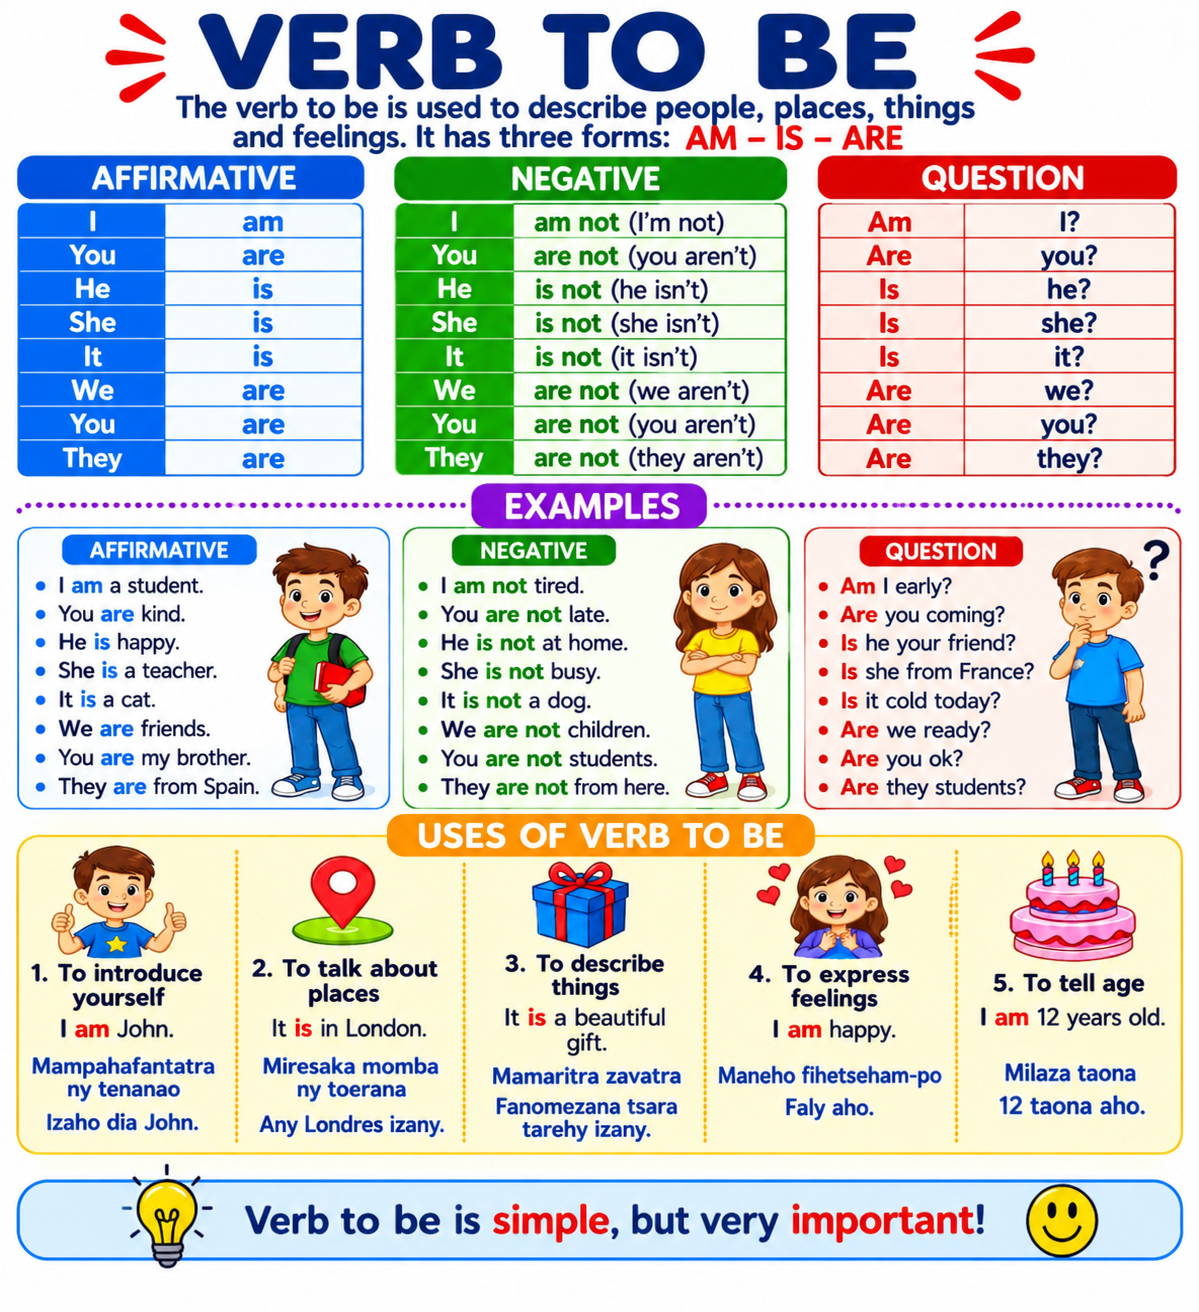 VERB TO BE
The verb to be is used to describe people, places, things
and feelings. It has three forms: AM – IS – ARE
AFFIRMATIVE
I am
You are
He is
She is
It is
We are
You are
They are
NEGATIVE
I am not (I'm not)
You are not (you aren't)
He is not (he isn't)
She is not (she isn't)
It is not (it isn't)
We are not (we aren't)
You are not (you aren't)
They are not (they aren't)
QUESTION
Am I?
Are you?
Is he?
Is she?
Is it?
Are we?
Are you?
Are they?
EXAMPLES
AFFIRMATIVE
• I am a student.
• You are kind.
• He is happy.
• She is a teacher.
• It is a cat.
• We are friends.
• You are my brother.
• They are from Spain.
NEGATIVE
• I am not tired.
• You are not late.
• He is not at home.
• She is not busy.
• It is not a dog.
• We are not children.
• You are not students.
• They are not from here.
QUESTION
?
• Am I early?
• Are you coming?
• Is he your friend?
• Is she from France?
• Is it cold today?
• Are we ready?
• Are you ok?
• Are they students?
USES OF VERB TO BE
1. To introduce
yourself
I am John.
Mampahafantatra
ny tenanao
Izaho dia John.
2. To talk about
places
It is in London.
Miresaka momba
ny toerana
Any Londres izany.
3. To describe
things
It is a beautiful
gift.
Mamaritra zavatra
Fanomezana tsara
tarehy izany.
4. To express
feelings
I am happy.
Maneho fihetseham-po
Faly aho.
5. To tell age
I am 12 years old.
Milaza taona
12 taona aho.
Verb to be is simple, but very important!